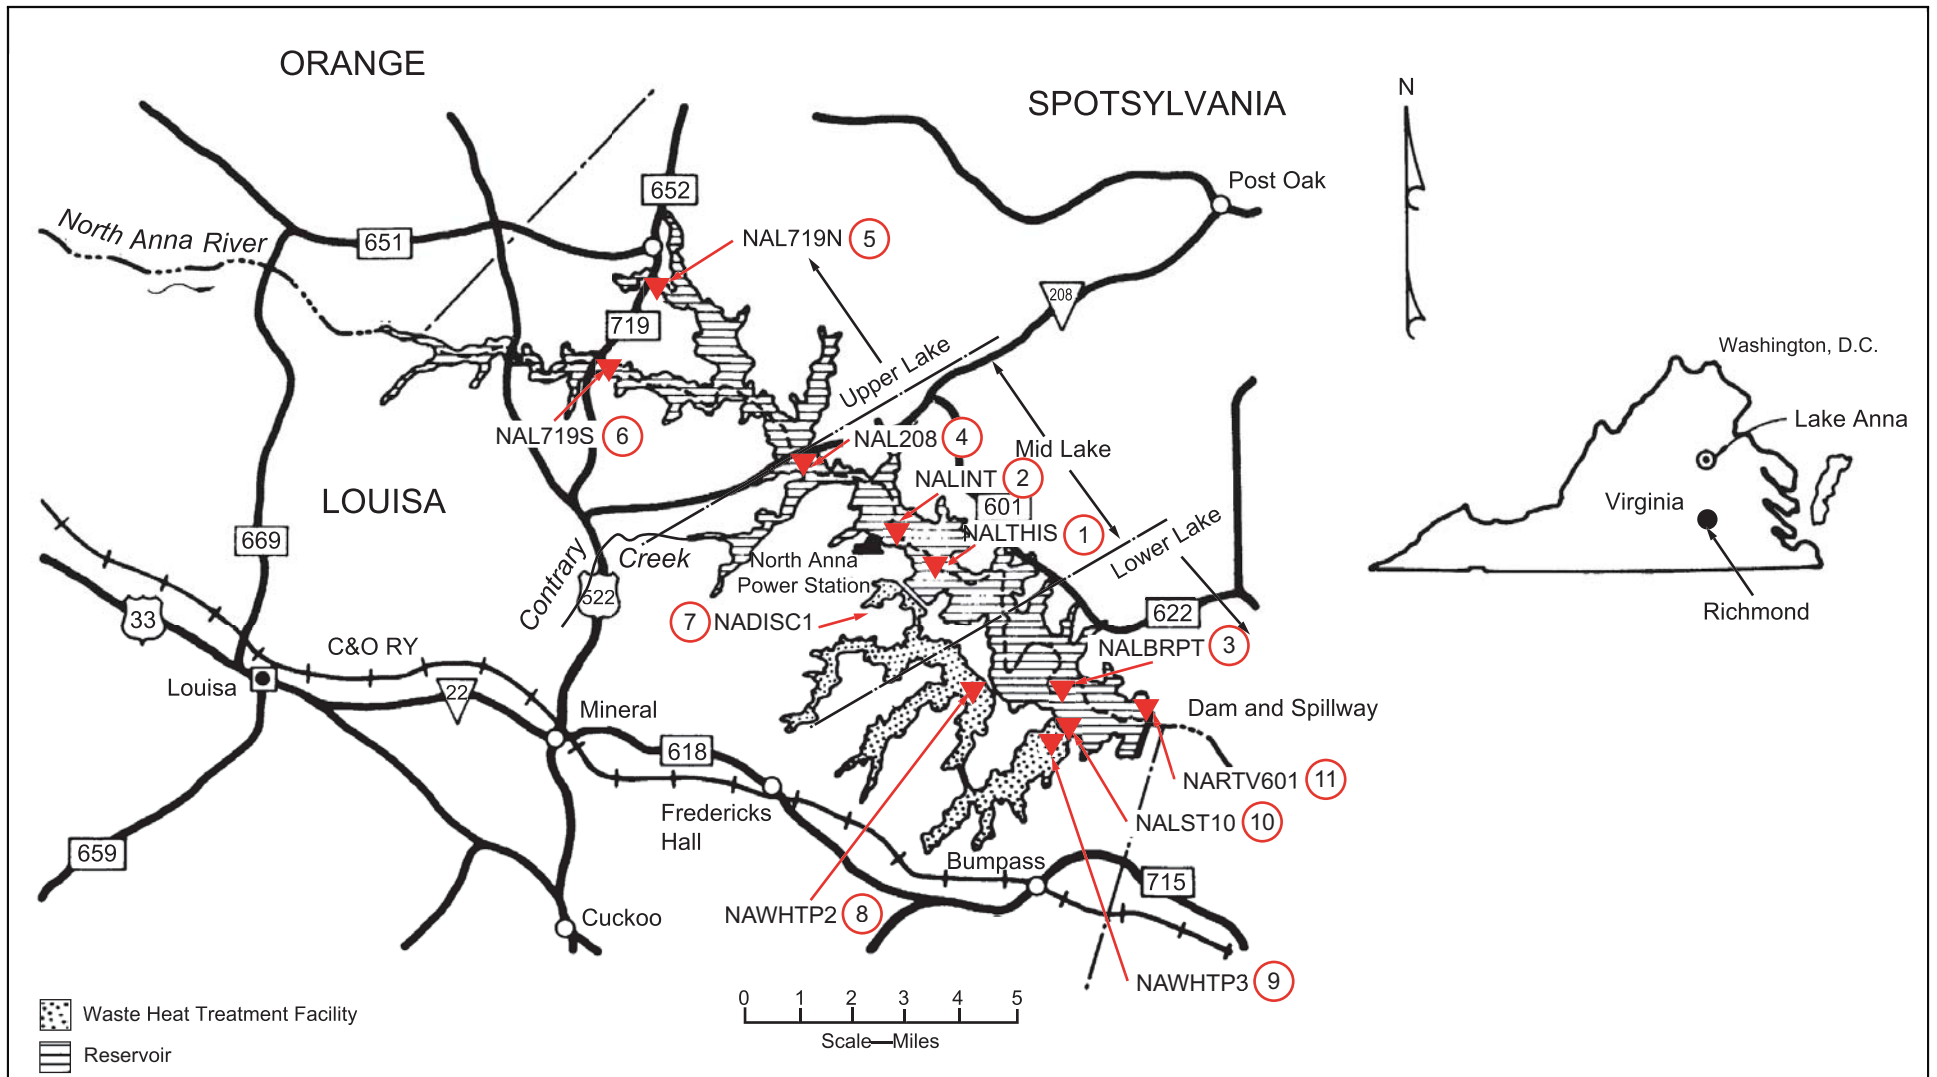 ORANGE
SPOTSYLVANIA
N
Post Oak
652
North Anna River
651
NAL719N 5
208
719
Upper Lake
Washington, D.C.
Lake Anna
NAL719S 6
NAL208 4
Mid Lake
NALINT 2
LOUISA
601
Virginia
NALTHIS 1
Lower Lake
669
Contrary
Creek
North Anna
Power Station
522
33
622
Richmond
7 NADISC1
C&O RY
NALBRPT 3
Louisa
22
Mineral
Dam and Spillway
618
NARTV601 11
Fredericks
Hall
NALST10 10
659
Bumpass
715
NAWHTP2 8
Cuckoo
NAWHTP3 9
0 1 2 3 4 5
Scale—Miles
Waste Heat Treatment Facility
Reservoir